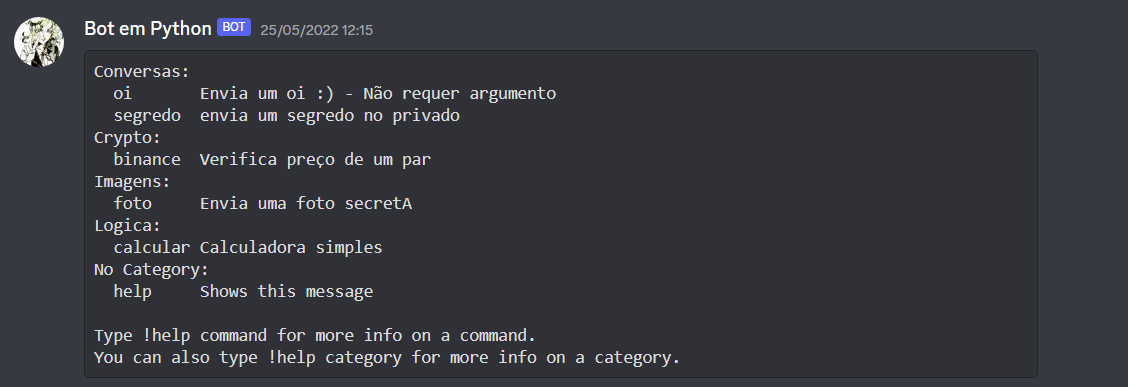 Bot em Python BOT 25/05/2022 12:15
Conversas:
  oi       Envia um oi :) - Não requer argumento
  segredo  envia um segredo no privado
Crypto:
  binance  Verifica preço de um par
Imagens:
  foto     Envia uma foto secretA
Logica:
  calcular Calculadora simples
No Category:
  help     Shows this message

Type !help command for more info on a command.
You can also type !help category for more info on a category.